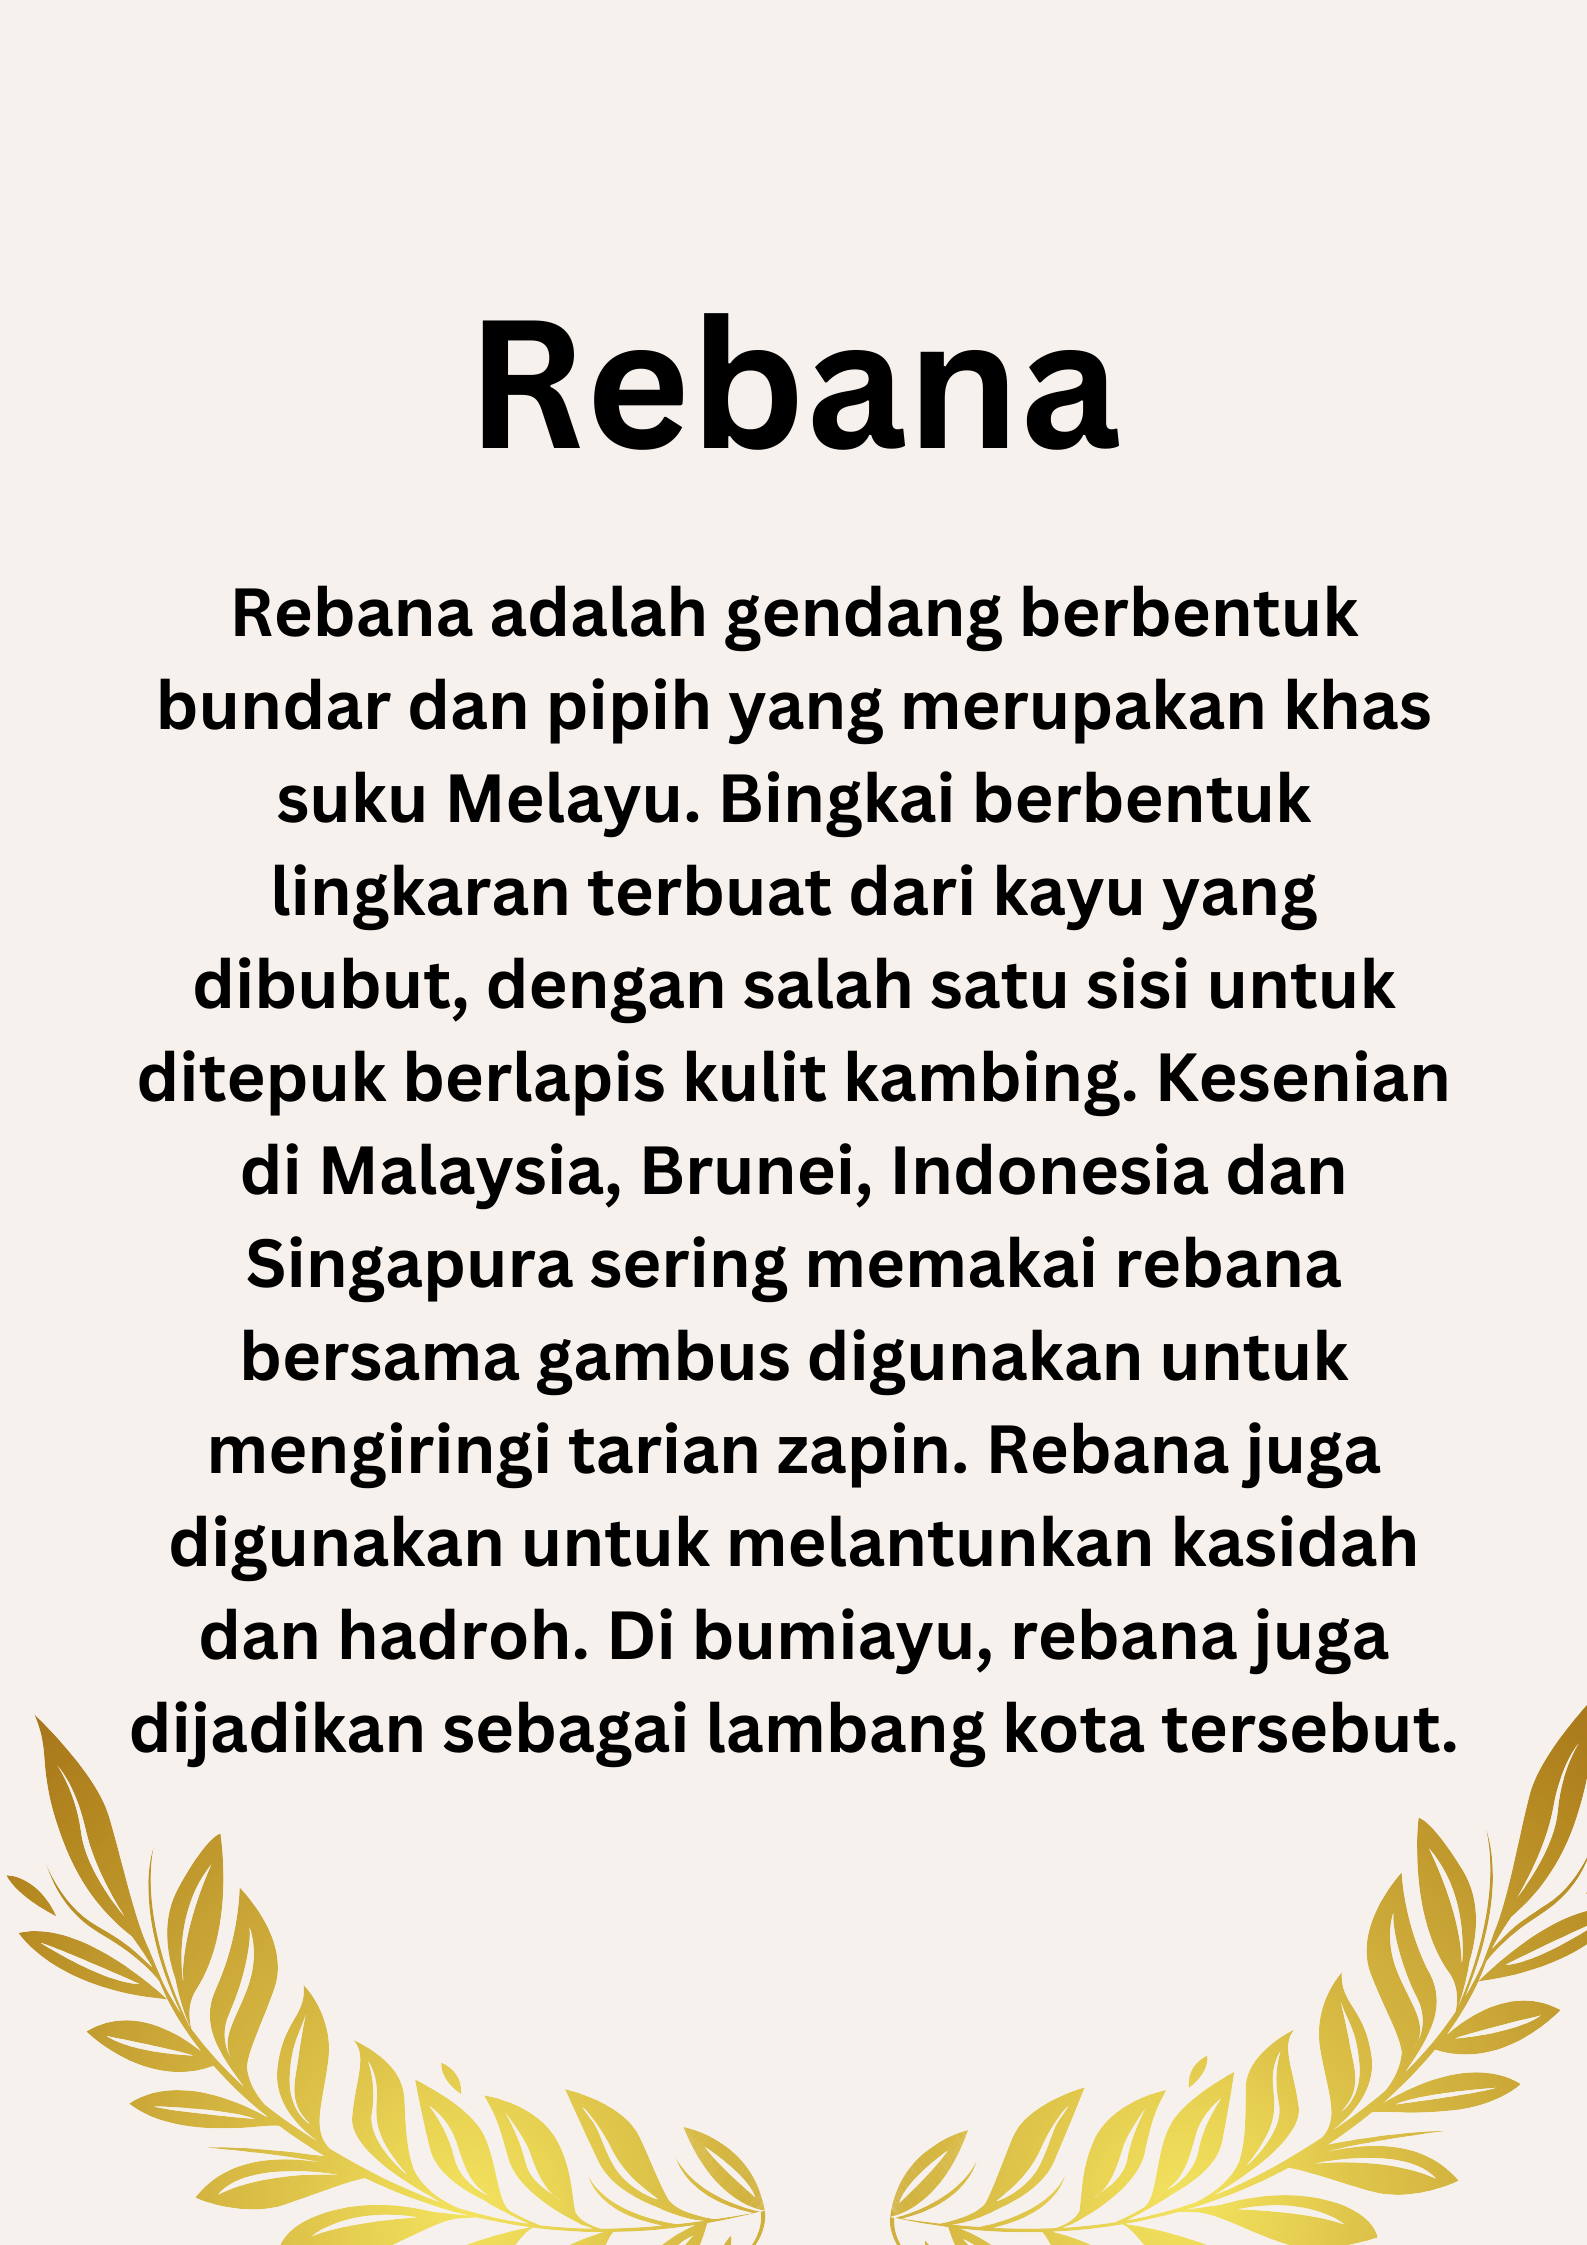 Rebana
Rebana adalah gendang berbentuk
bundar dan pipih yang merupakan khas
suku Melayu. Bingkai berbentuk
lingkaran terbuat dari kayu yang
dibubut, dengan salah satu sisi untuk
ditepuk berlapis kulit kambing. Kesenian
di Malaysia, Brunei, Indonesia dan
Singapura sering memakai rebana
bersama gambus digunakan untuk
mengiringi tarian zapin. Rebana juga
digunakan untuk melantunkan kasidah
dan hadroh. Di bumiayu, rebana juga
dijadikan sebagai lambang kota tersebut.